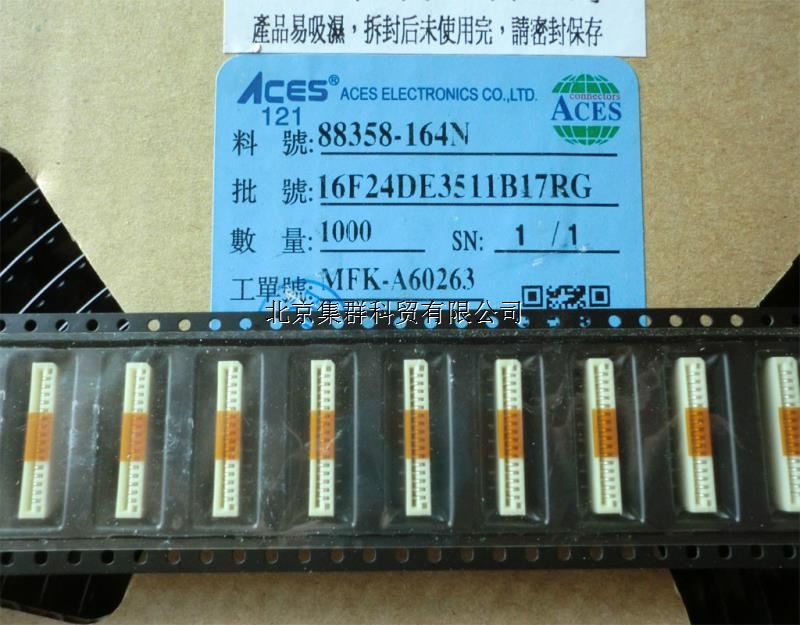 產品易吸濕，拆封后未使用完，請密封保存
ACES® ACES ELECTRONICS CO.,LTD.
connectors
ACES
121
料 號: 88358-164N
批 號: 16F24DE3511B17RG
數 量: 1000 SN: 1 / 1
工單號: MFK-A60263
北京集群科贸有限公司